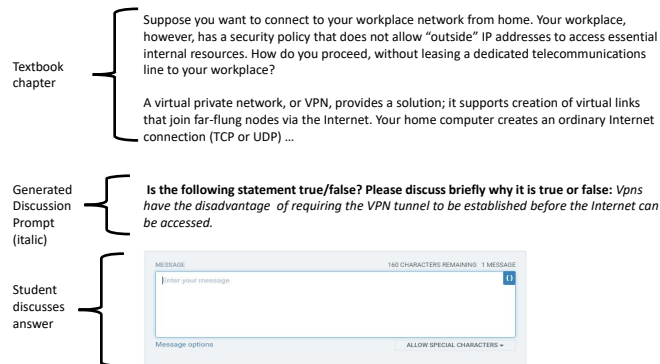 Suppose you want to connect to your workplace network from home. Your workplace,
however, has a security policy that does not allow “outside” IP addresses to access essential
internal resources. How do you proceed, without leasing a dedicated telecommunications
line to your workplace?
Textbook
chapter
A virtual private network, or VPN, provides a solution; it supports creation of virtual links
that join far-flung nodes via the Internet. Your home computer creates an ordinary Internet
connection (TCP or UDP) …
Generated
Discussion
Prompt
(italic)
Is the following statement true/false? Please discuss briefly why it is true or false: Vpns
have the disadvantage of requiring the VPN tunnel to be established before the Internet can
be accessed.
Student
discusses
answer
MESSAGE 160 CHARACTERS REMAINING 1 MESSAGE
Enter your message
{}
Message options ALLOW SPECIAL CHARACTERS